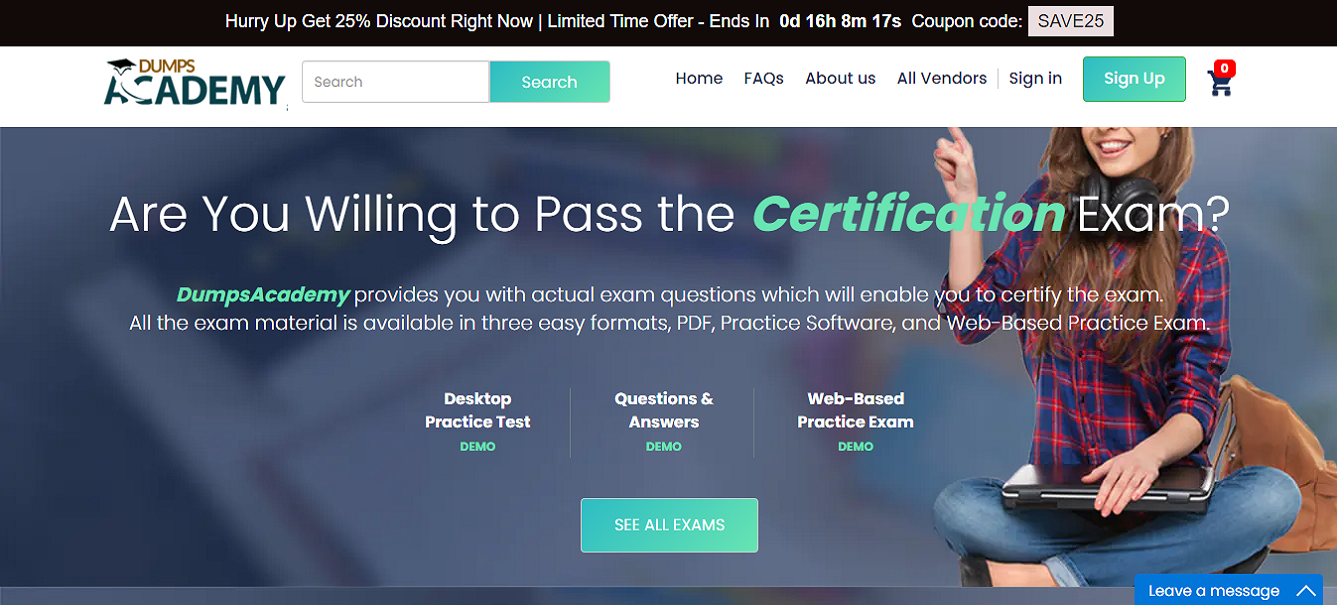 Hurry Up Get 25% Discount Right Now | Limited Time Offer - Ends In 0d 16h 8m 17s Coupon code: SAVE25
DUMPS
ACADEMY
Search
Search
Home
FAQs
About us
All Vendors
Sign in
Sign Up
0
Are You Willing to Pass the Certification Exam?
DumpsAcademy provides you with actual exam questions which will enable you to certify the exam.
All the exam material is available in three easy formats, PDF, Practice Software, and Web-Based Practice Exam.
Desktop
Practice Test
DEMO
Questions &
Answers
DEMO
Web-Based
Practice Exam
DEMO
SEE ALL EXAMS
Leave a message